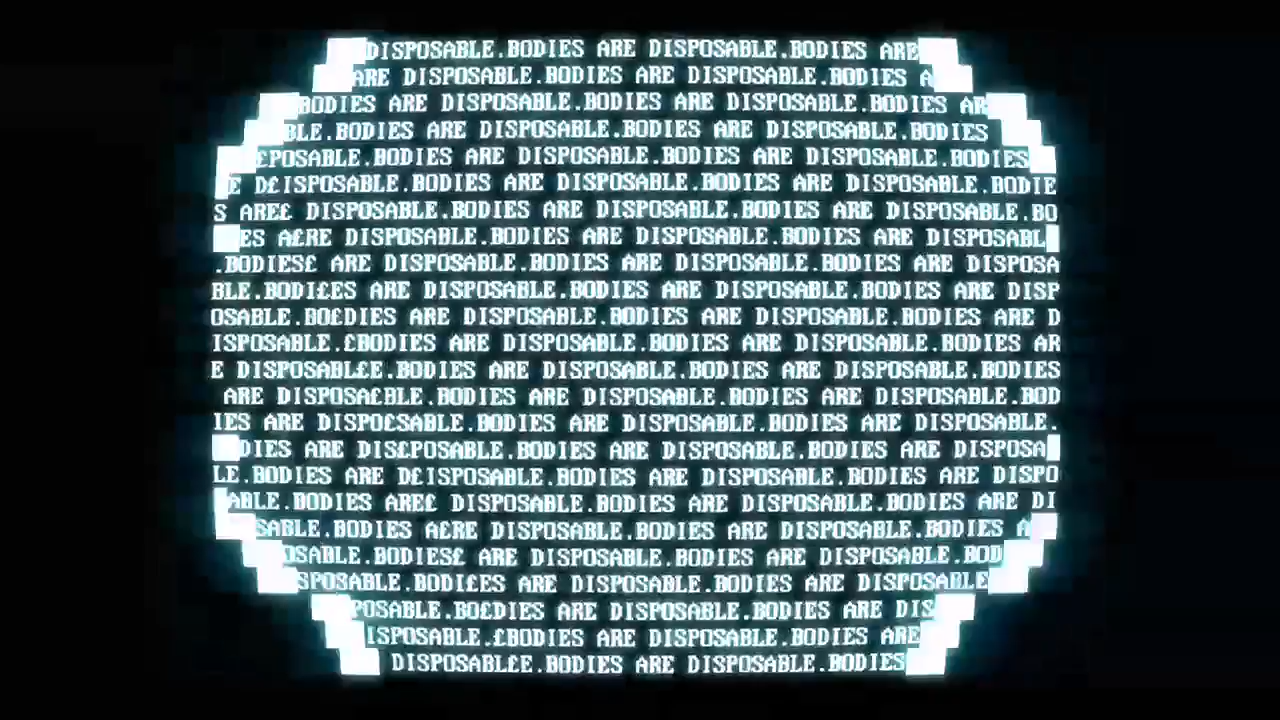 DISPOSABLE.BODIES ARE DISPOSABLE.BODIES ARE
ARE DISPOSABLE.BODIES ARE DISPOSABLE.BODIES A
BODIES ARE DISPOSABLE.BODIES ARE DISPOSABLE.BODIES AR
BLE.BODIES ARE DISPOSABLE.BODIES ARE DISPOSABLE.BODIES
£POSABLE.BODIES ARE DISPOSABLE.BODIES ARE DISPOSABLE.BODIES
E D£ISPOSABLE.BODIES ARE DISPOSABLE.BODIES ARE DISPOSABLE.BODIE
S ARE£ DISPOSABLE.BODIES ARE DISPOSABLE.BODIES ARE DISPOSABLE.BO
ES A£RE DISPOSABLE.BODIES ARE DISPOSABLE.BODIES ARE DISPOSABL
.BODIES£ ARE DISPOSABLE.BODIES ARE DISPOSABLE.BODIES ARE DISPOSA
BLE.BODI£ES ARE DISPOSABLE.BODIES ARE DISPOSABLE.BODIES ARE DISP
OSABLE.BO£DIES ARE DISPOSABLE.BODIES ARE DISPOSABLE.BODIES ARE D
ISPOSABLE.£BODIES ARE DISPOSABLE.BODIES ARE DISPOSABLE.BODIES AR
E DISPOSABL£E.BODIES ARE DISPOSABLE.BODIES ARE DISPOSABLE.BODIES
ARE DISPOSA£BLE.BODIES ARE DISPOSABLE.BODIES ARE DISPOSABLE.BOD
IES ARE DISPO£SABLE.BODIES ARE DISPOSABLE.BODIES ARE DISPOSABLE.
DIES ARE DIS£POSABLE.BODIES ARE DISPOSABLE.BODIES ARE DISPOSA
LE.BODIES ARE D£ISPOSABLE.BODIES ARE DISPOSABLE.BODIES ARE DISPO
ABLE.BODIES ARE£ DISPOSABLE.BODIES ARE DISPOSABLE.BODIES ARE DI
SABLE.BODIES A£RE DISPOSABLE.BODIES ARE DISPOSABLE.BODIES A
OSABLE.BODIES£ ARE DISPOSABLE.BODIES ARE DISPOSABLE.BOD
SPOSABLE.BODI£ES ARE DISPOSABLE.BODIES ARE DISPOSABLE
POSABLE.BO£DIES ARE DISPOSABLE.BODIES ARE DIS
ISPOSABLE.£BODIES ARE DISPOSABLE.BODIES ARE
DISPOSABL£E.BODIES ARE DISPOSABLE.BODIES